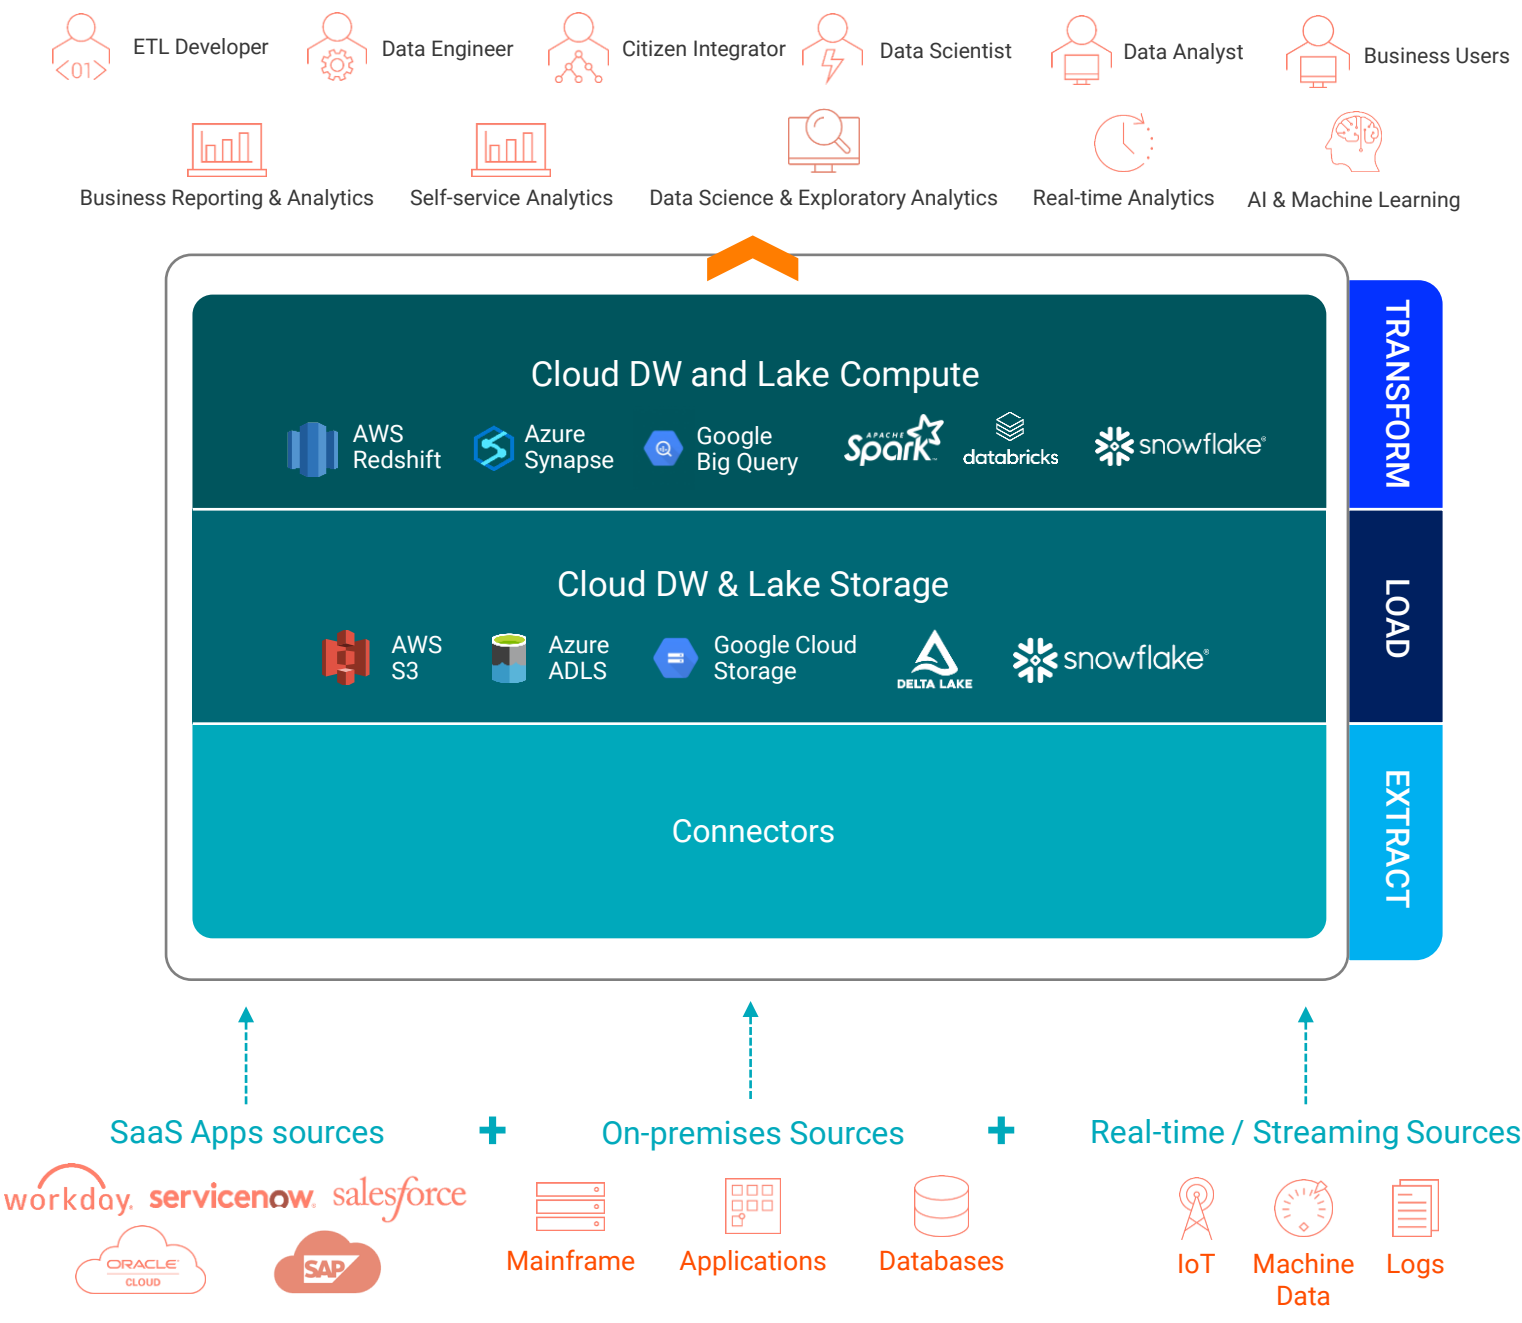 ETL Developer
Data Engineer
Citizen Integrator
Data Scientist
Data Analyst
Business Users
<01>
Business Reporting & Analytics
Self-service Analytics
Data Science & Exploratory Analytics
Real-time Analytics
AI & Machine Learning
TRANSFORM
Cloud DW and Lake Compute
AWS
Redshift
Azure
Synapse
Google
Big Query
APACHE
Spark™
databricks
snowflake®
LOAD
Cloud DW & Lake Storage
AWS
S3
Azure
ADLS
Google Cloud
Storage
DELTA LAKE
snowflake®
EXTRACT
Connectors
SaaS Apps sources
+
On-premises Sources
+
Real-time / Streaming Sources
workday.
servicenow.
salesforce
ORACLE®
CLOUD
SAP
Mainframe
Applications
Databases
IoT
Machine
Data
Logs